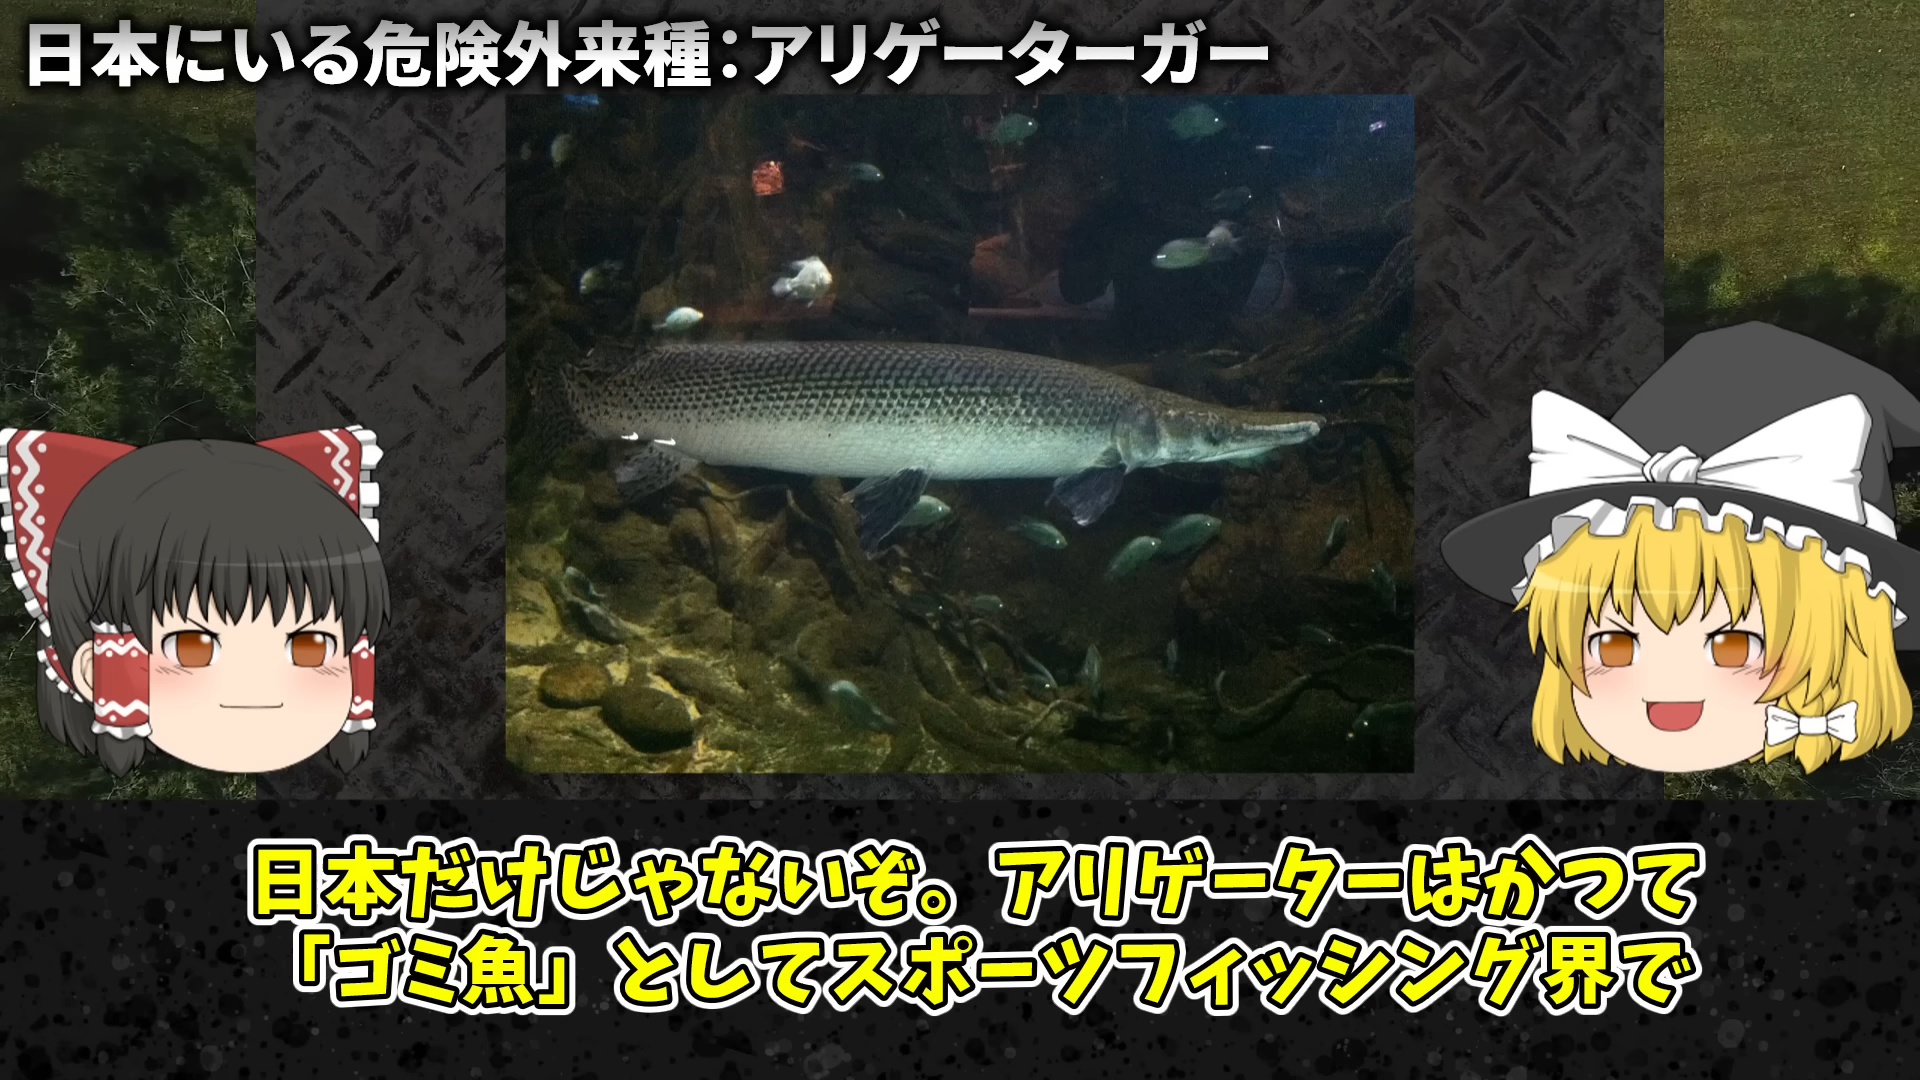 日本にいる危険外来種：アリゲーターガー
日本だけじゃないぞ。アリゲーターはかつて
「ゴミ魚」としてスポーツフィッシング界で